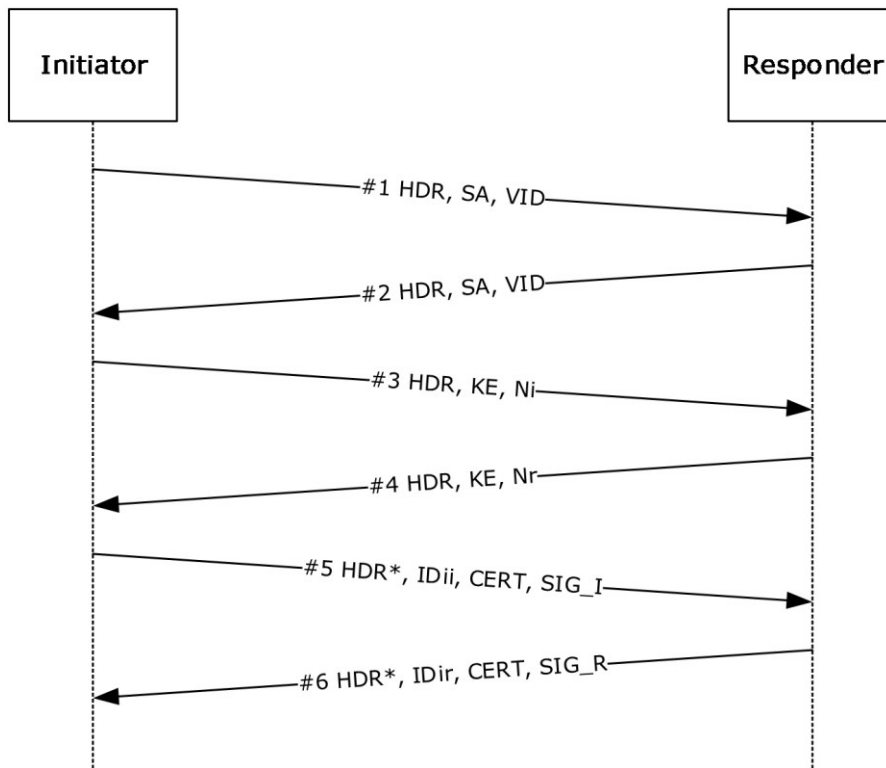 Initiator
Responder
#1 HDR, SA, VID
#2 HDR, SA, VID
#3 HDR, KE, Ni
#4 HDR, KE, Nr
#5 HDR*, IDii, CERT, SIG_I
#6 HDR*, IDir, CERT, SIG_R